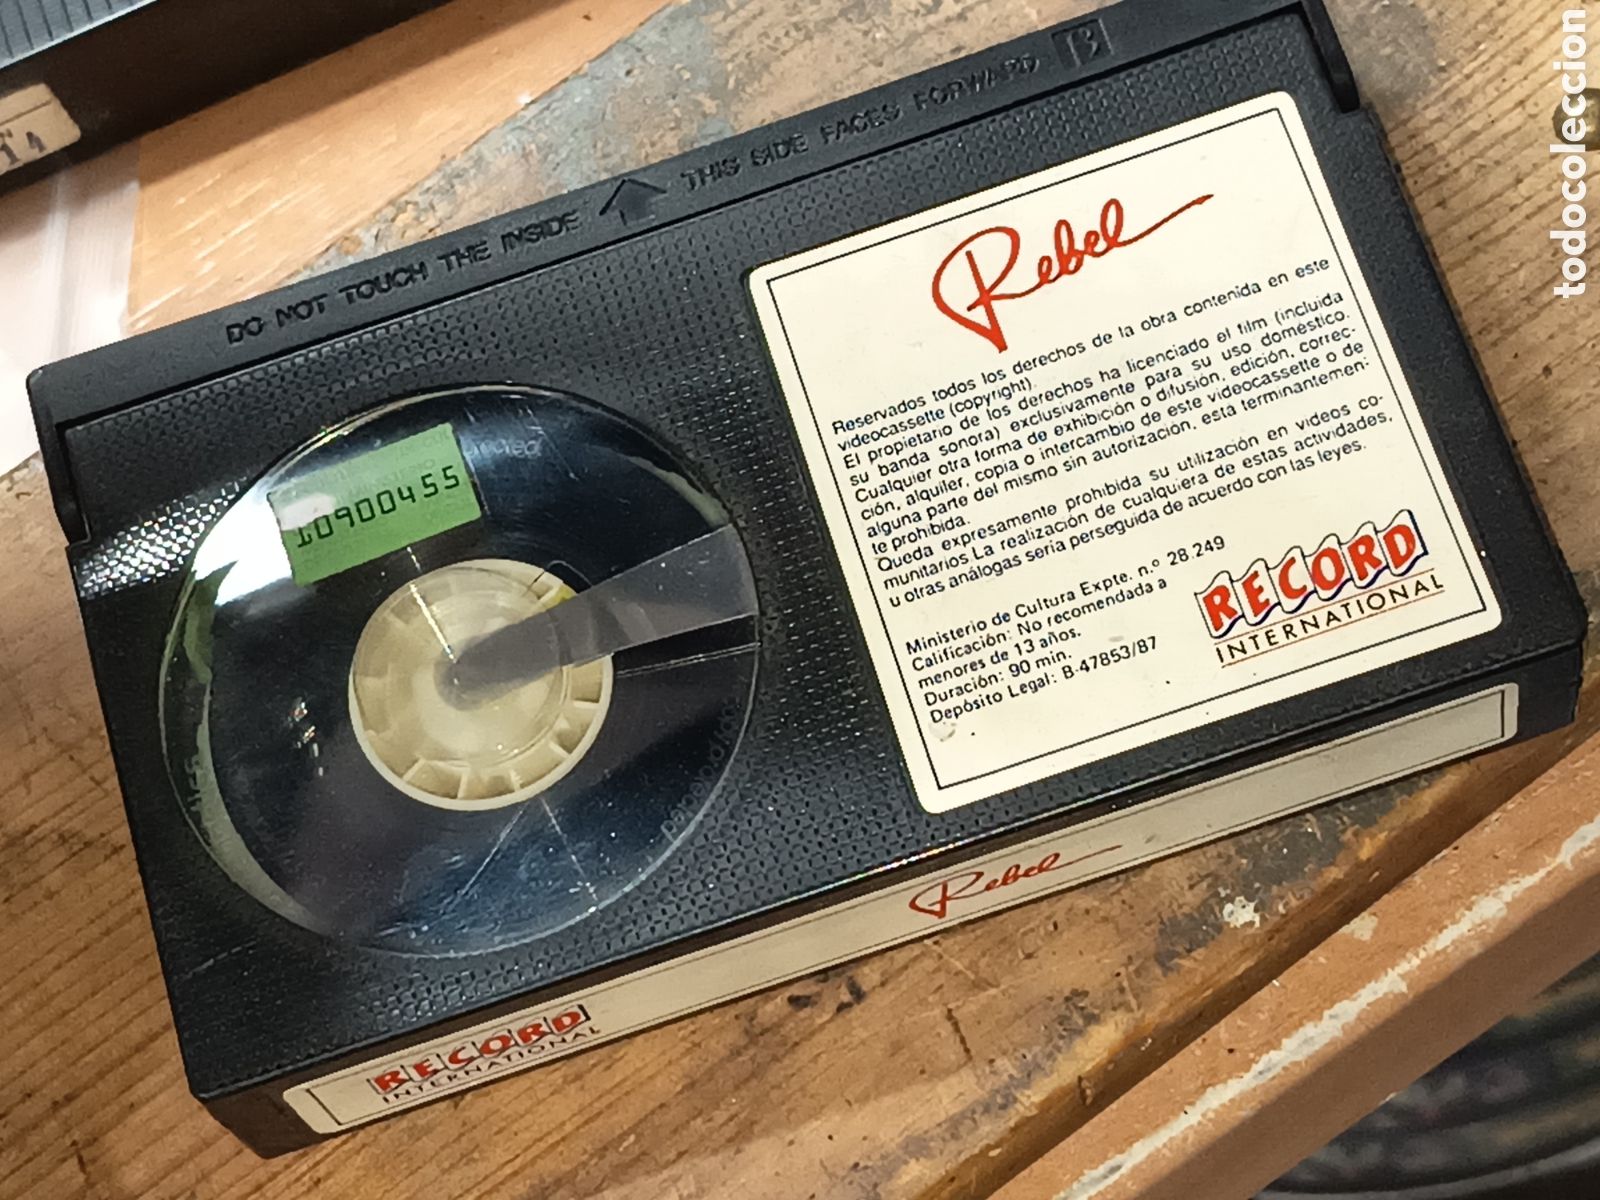 todocoleccion
DO NOT TOUCH THE INSIDE
THIS SIDE FACES FORWARD
Rebel
Reservados todos los derechos de la obra contenida en este
videocassette (copyright).
El propietario de los derechos ha licenciado el film (incluida
su banda sonora) exclusivamente para su uso doméstico.
Cualquier otra forma de exhibición o difusión, edición, correc-
ción, alquiler, copia o intercambio de este videocassette o de
alguna parte del mismo sin autorización, esta terminantemen:
te prohibida.
Queda expresamente prohibida su utilización en videos co-
munitarios La realización de cualquiera de estas actividades,
u otras análogas seria perseguida de acuerdo con las leyes.
Ministerio de Cultura Expte. n.º 28.249
Calificación: No recomendada a
menores de 13 años.
Duración: 90 min.
Depósito Legal: B-47853/87
RECORD
INTERNATIONAL
10900455
Rebel
RECORD
INTERNATIONAL